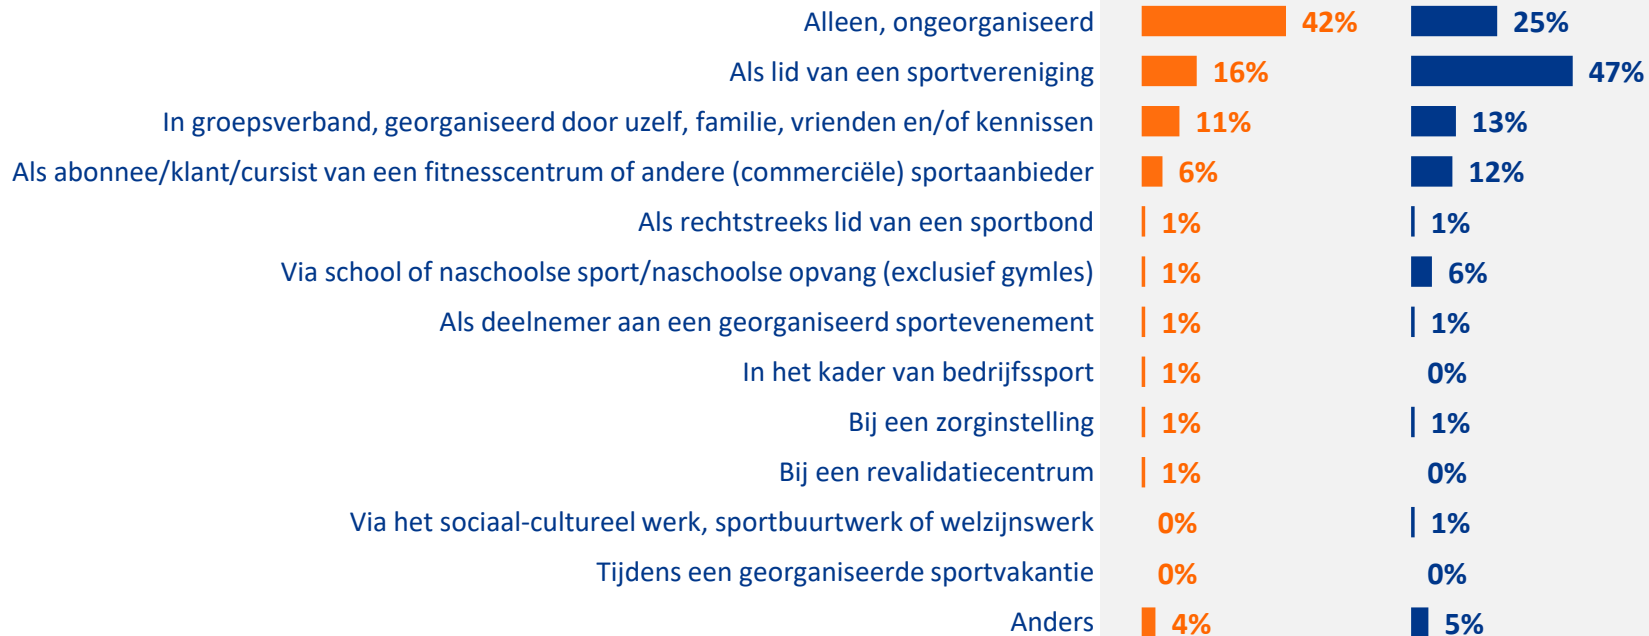 Alleen, ongeorganiseerd 42% 25%
Als lid van een sportvereniging 16% 47%
In groepsverband, georganiseerd door uzelf, familie, vrienden en/of kennissen 11% 13%
Als abonnee/klant/cursist van een fitnesscentrum of andere (commerciële) sportaanbieder 6% 12%
Als rechtstreeks lid van een sportbond 1% 1%
Via school of naschoolse sport/naschoolse opvang (exclusief gymles) 1% 6%
Als deelnemer aan een georganiseerd sportevenement 1% 1%
In het kader van bedrijfssport 1% 0%
Bij een zorginstelling 1% 1%
Bij een revalidatiecentrum 1% 0%
Via het sociaal-cultureel werk, sportbuurtwerk of welzijnswerk 0% 1%
Tijdens een georganiseerde sportvakantie 0% 0%
Anders 4% 5%